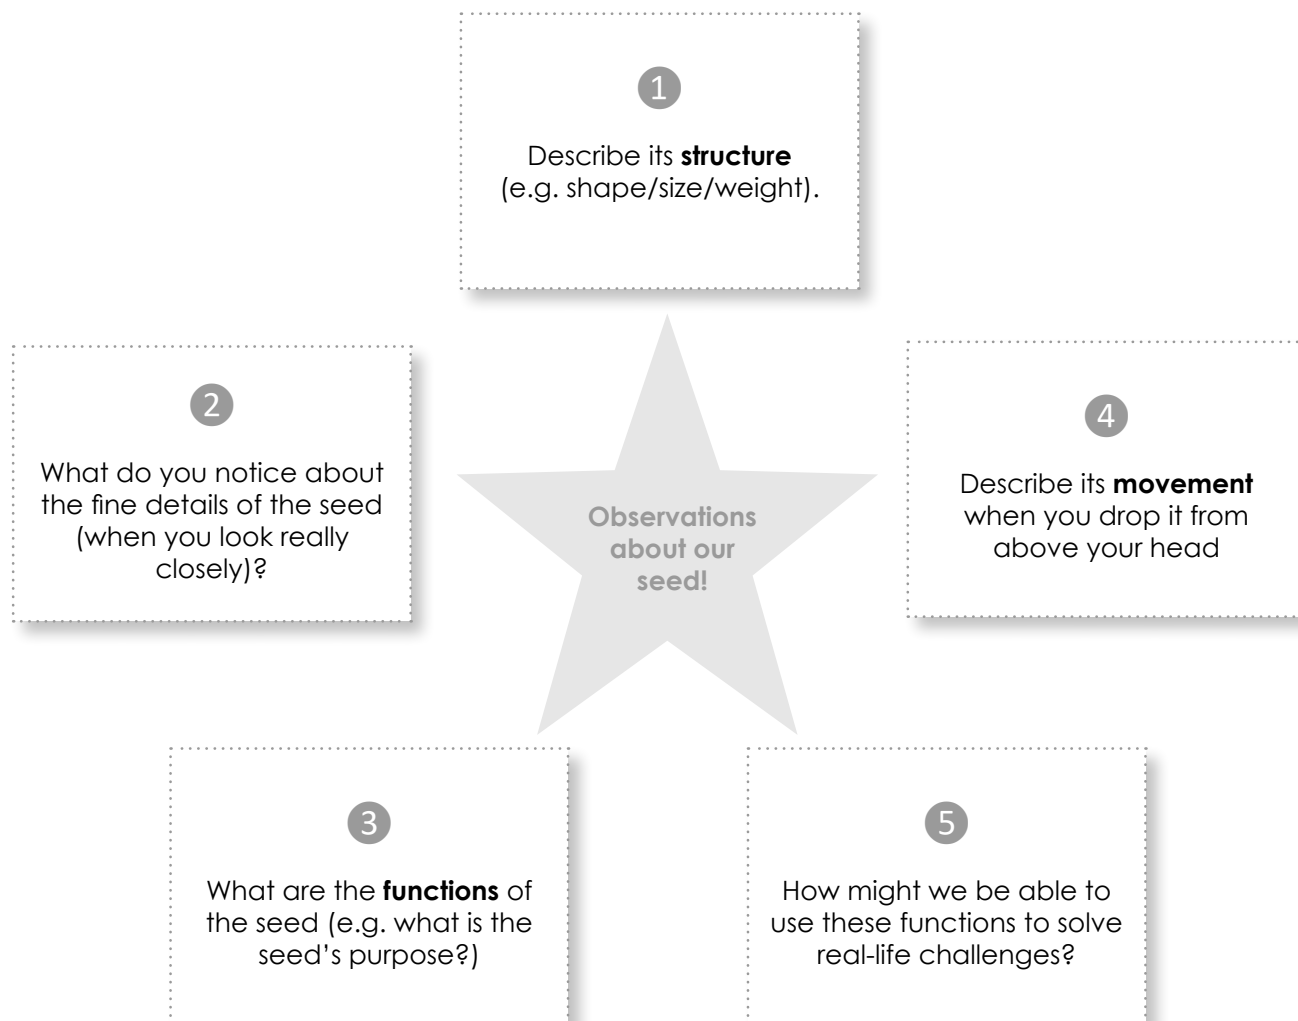 1
Describe its structure
(e.g. shape/size/weight).
2
What do you notice about
the fine details of the seed
(when you look really
closely)?
Observations
about our
seed!
4
Describe its movement
when you drop it from
above your head
3
What are the functions of
the seed (e.g. what is the
seed’s purpose?)
5
How might we be able to
use these functions to solve
real-life challenges?